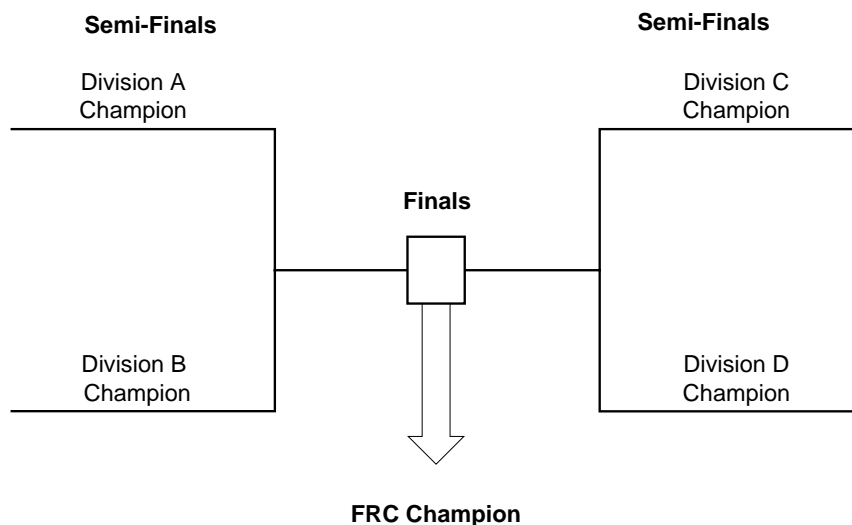 Semi-Finals
Semi-Finals
Division A
Champion
Division C
Champion
Finals
Division B
Champion
Division D
Champion
FRC Champion